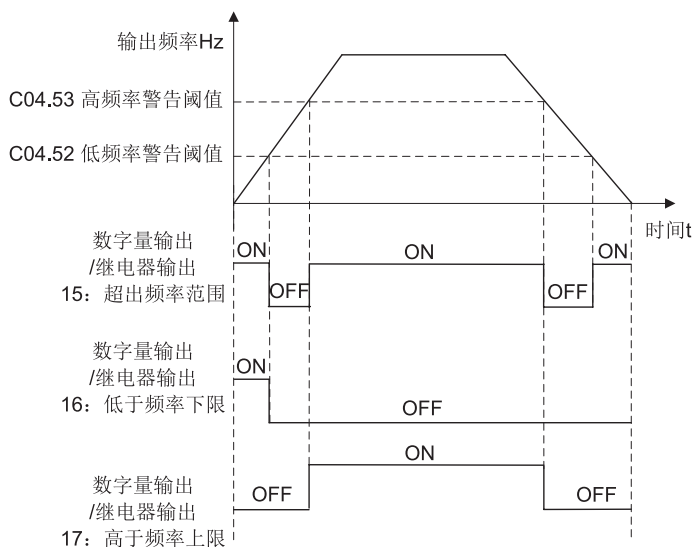 输出频率Hz
C04.53 高频率警告阈值
C04.52 低频率警告阈值
时间t
数字量输出
/继电器输出
15：超出频率范围
ON
OFF
ON
OFF
ON
数字量输出
/继电器输出
16：低于频率下限
ON
OFF
数字量输出
/继电器输出
17：高于频率上限
OFF
ON
OFF